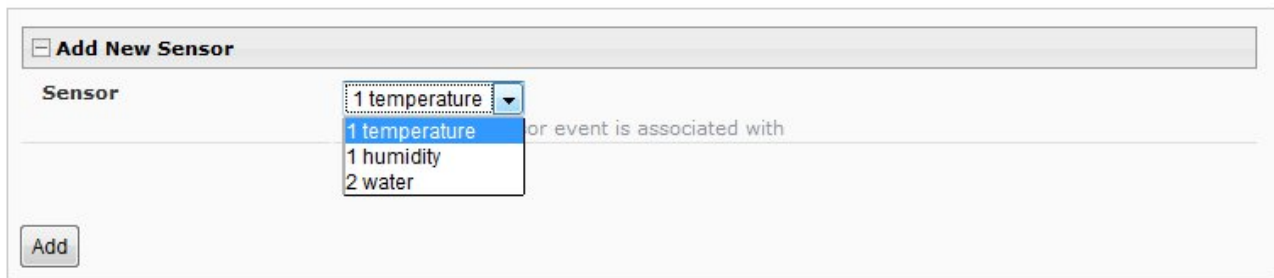 Add New Sensor
Sensor
1 temperature
or event is associated with
1 temperature
1 humidity
2 water
Add